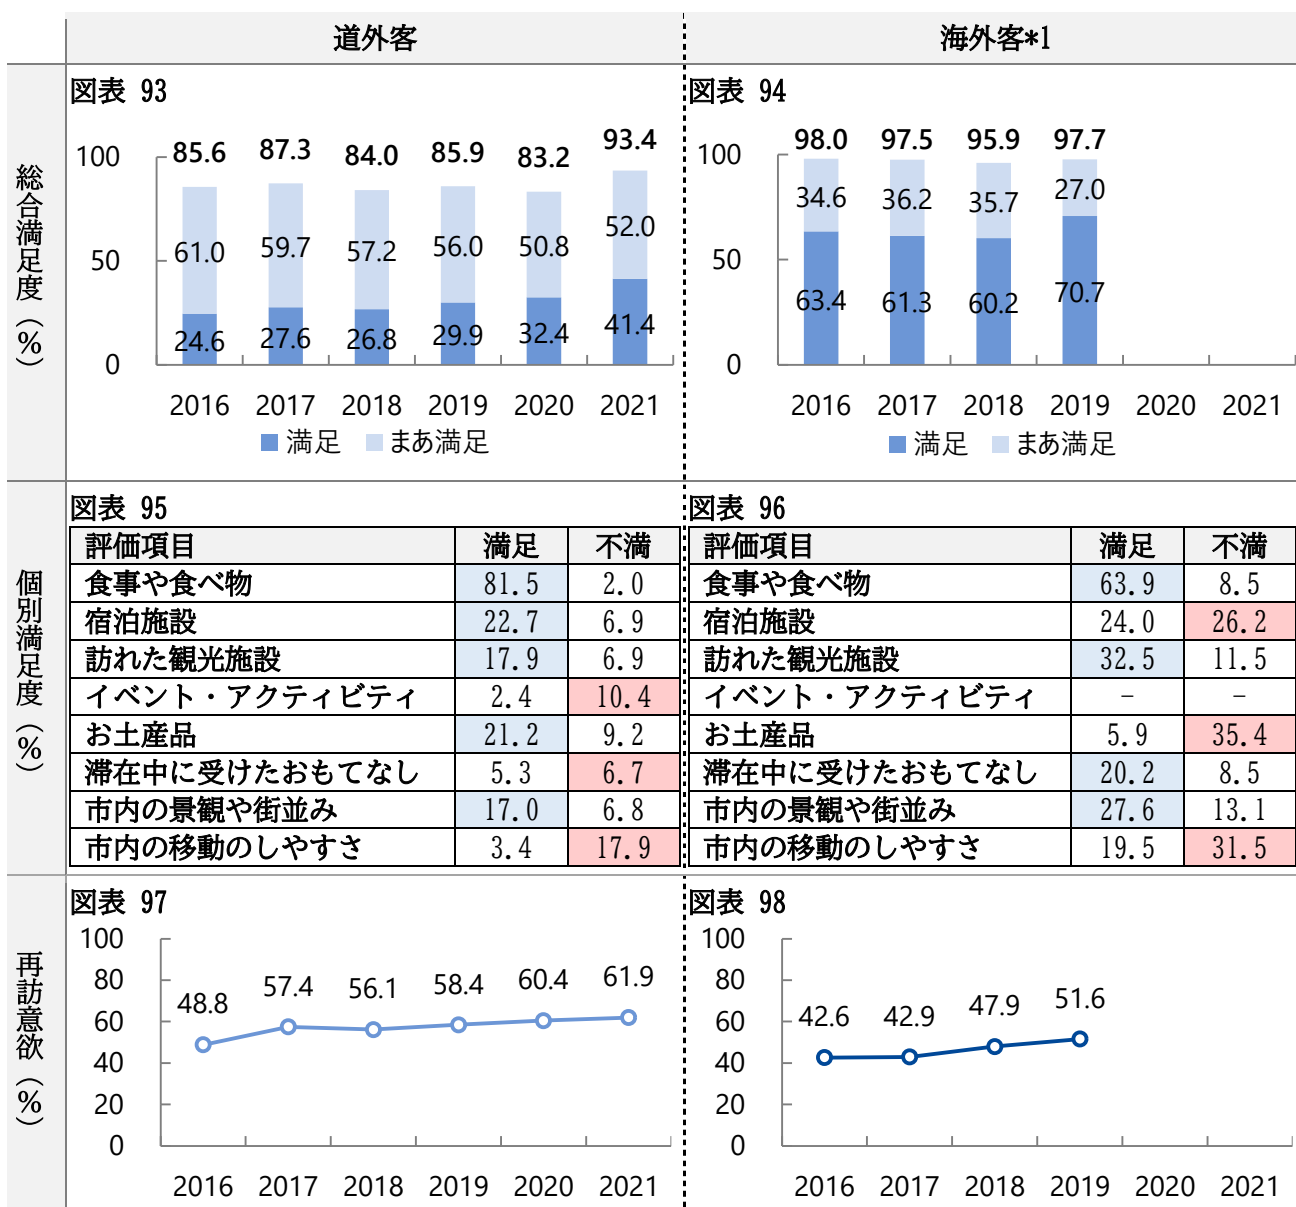 道外客
海外客*1
総合満足度（%）
図表 93
85.6 87.3 84.0 85.9 83.2 93.4
100
50
0
61.0 59.7 57.2 56.0 50.8 52.0
24.6 27.6 26.8 29.9 32.4 41.4
2016 2017 2018 2019 2020 2021
満足 まあ満足
図表 94
98.0 97.5 95.9 97.7
100
50
0
34.6 36.2 35.7 27.0
63.4 61.3 60.2 70.7
2016 2017 2018 2019 2020 2021
満足 まあ満足
個別満足度（%）
図表 95
評価項目 満足 不満
食事や食べ物 81.5 2.0
宿泊施設 22.7 6.9
訪れた観光施設 17.9 6.9
イベント・アクティビティ 2.4 10.4
お土産品 21.2 9.2
滞在中に受けたおもてなし 5.3 6.7
市内の景観や街並み 17.0 6.8
市内の移動のしやすさ 3.4 17.9
図表 96
評価項目 満足 不満
食事や食べ物 63.9 8.5
宿泊施設 24.0 26.2
訪れた観光施設 32.5 11.5
イベント・アクティビティ － －
お土産品 5.9 35.4
滞在中に受けたおもてなし 20.2 8.5
市内の景観や街並み 27.6 13.1
市内の移動のしやすさ 19.5 31.5
再訪意欲（%）
図表 97
100
80
60
40
20
0
48.8 57.4 56.1 58.4 60.4 61.9
2016 2017 2018 2019 2020 2021
図表 98
100
80
60
40
20
0
42.6 42.9 47.9 51.6
2016 2017 2018 2019 2020 2021